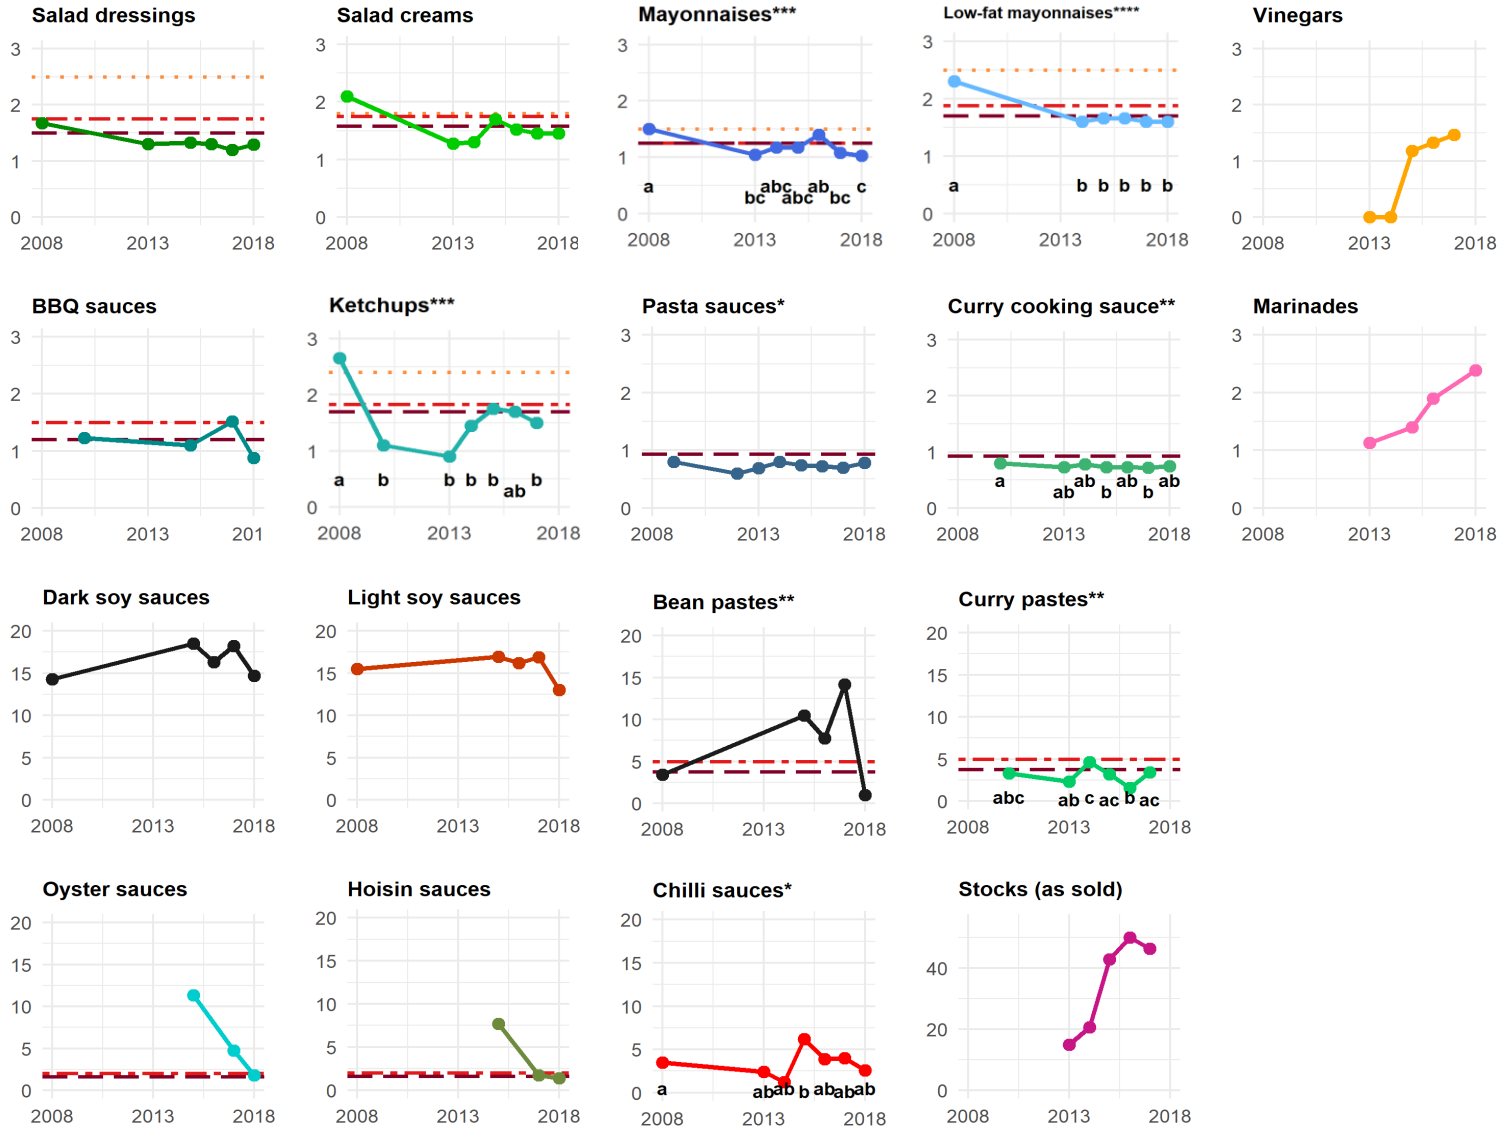 Salad dressings
3
2
1
0
2008 2013 2018
Salad creams
3
2
1
0
2008 2013 2018
Mayonnaises***
3
2
1
0
a bc abc abc ab bc c
2008 2013 2018
Low-fat mayonnaises****
3
2
1
0
a b b b b b
2008 2013 2018
Vinegars
3
2
1
0
2008 2013 2018
BBQ sauces
3
2
1
0
2008 2013 201
Ketchups***
3
2
1
0
a b b b b ab b
2008 2013 2018
Pasta sauces*
3
2
1
0
2008 2013 2018
Curry cooking sauce**
3
2
1
0
a ab ab b ab b ab
2008 2013 2018
Marinades
3
2
1
0
2008 2013 2018
Dark soy sauces
20
15
10
5
0
2008 2013 2018
Light soy sauces
20
15
10
5
0
2008 2013 2018
Bean pastes**
20
15
10
5
0
2008 2013 2018
Curry pastes**
20
15
10
5
0
abc ab c ac b ac
2008 2013 2018
Oyster sauces
20
15
10
5
0
2008 2013 2018
Hoisin sauces
20
15
10
5
0
2008 2013 2018
Chilli sauces*
20
15
10
5
0
a ab ab b ab ab ab
2008 2013 2018
Stocks (as sold)
40
20
0
2008 2013 2018